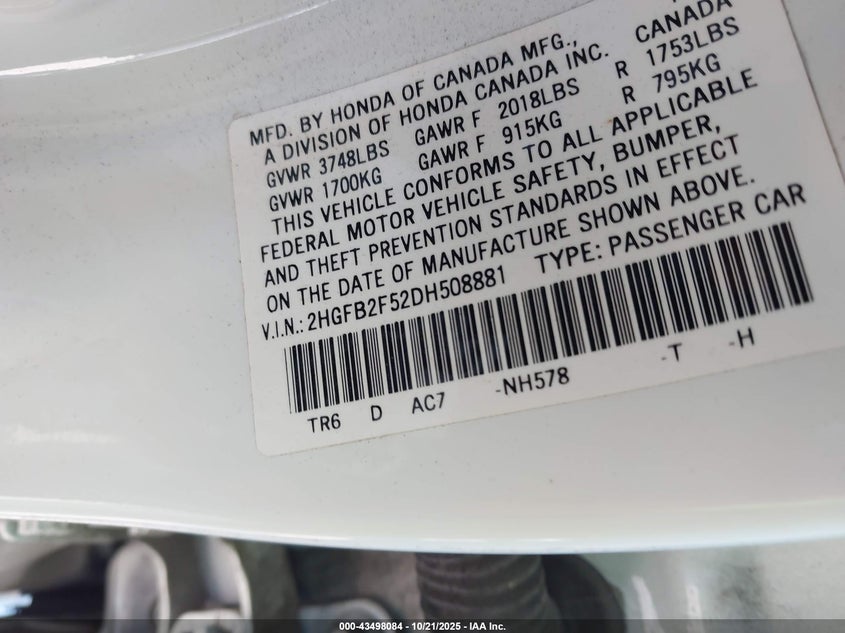 MFD. BY HONDA OF CANADA MFG.,
A DIVISION OF HONDA CANADA INC. CANADA
GVWR 3748LBS GAWR F 2018LBS R 1753LBS
GVWR 1700KG GAWR F 915KG R 795KG
THIS VEHICLE CONFORMS TO ALL APPLICABLE
FEDERAL MOTOR VEHICLE SAFETY, BUMPER,
AND THEFT PREVENTION STANDARDS IN EFFECT
ON THE DATE OF MANUFACTURE SHOWN ABOVE.
V.I.N.: 2HGFB2F52DH508881 TYPE: PASSENGER CAR
TR6 D AC7 -NH578 -T -H
000-43498084 - 10/21/2025 - IAA Inc.